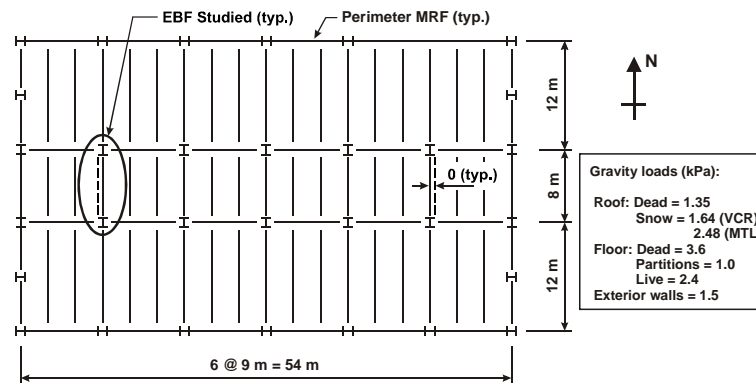 EBF Studied (typ.)
Perimeter MRF (typ.)
N
12 m
8 m
12 m
0 (typ.)
Gravity loads (kPa):
Roof: Dead = 1.35
Snow = 1.64 (VCR)
2.48 (MTL
Floor: Dead = 3.6
Partitions = 1.0
Live = 2.4
Exterior walls = 1.5
6 @ 9 m = 54 m